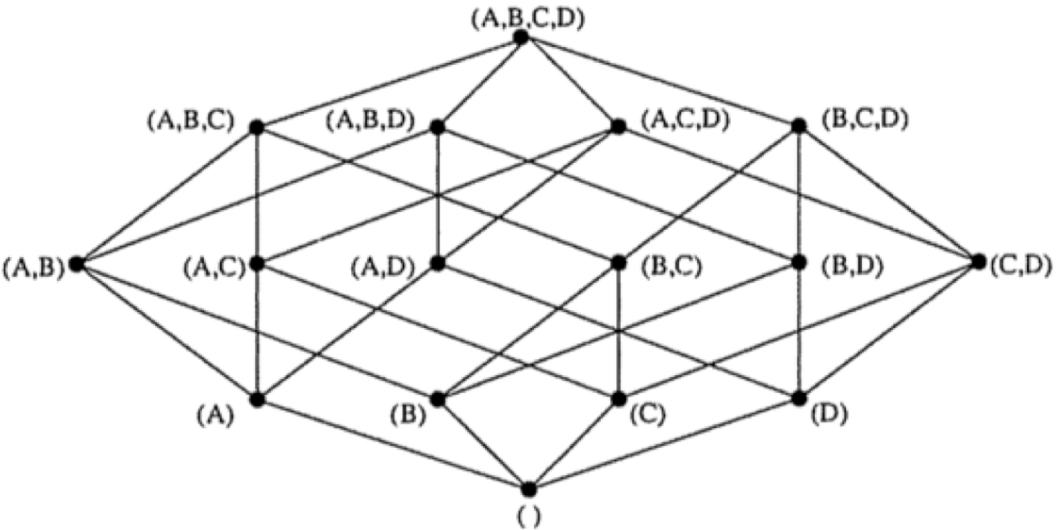 (A,B,C,D)
(A,B,C) (A,B,D) (A,C,D) (B,C,D)
(A,B) (A,C) (A,D) (B,C) (B,D) (C,D)
(A) (B) (C) (D)
( )